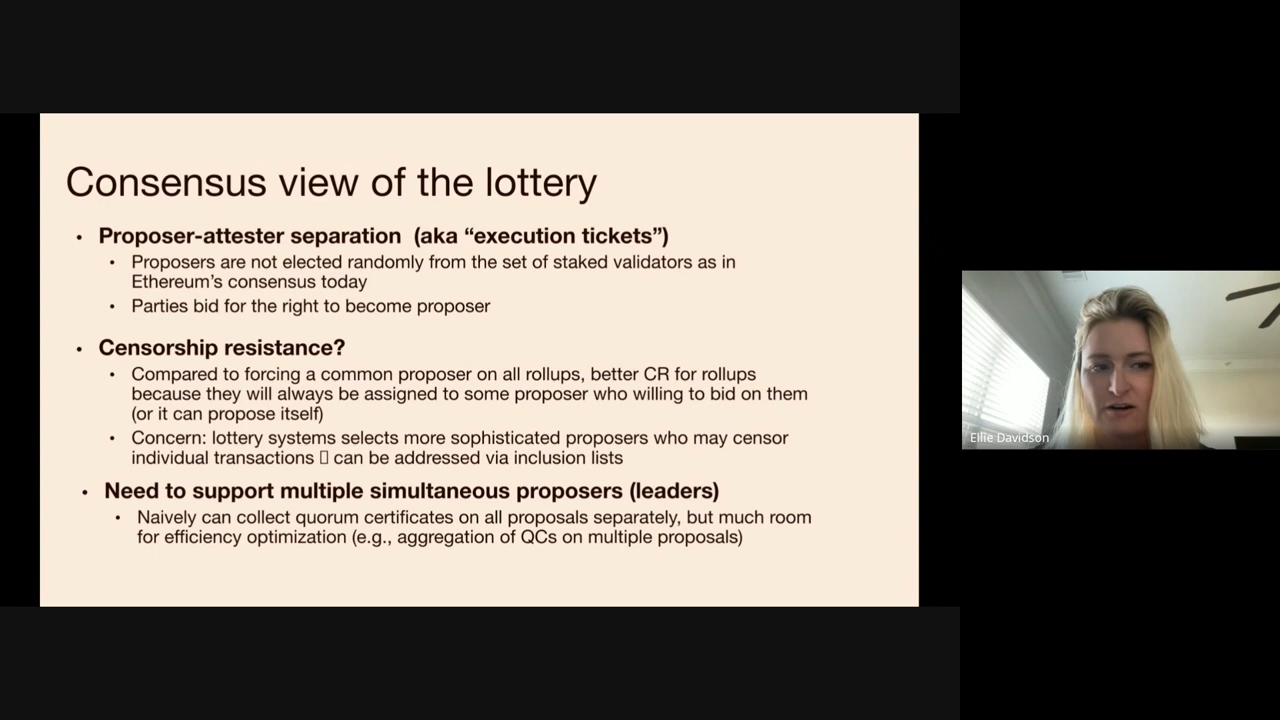 Consensus view of the lottery
• Proposer-attester separation (aka “execution tickets”)
• Proposers are not elected randomly from the set of staked validators as in
Ethereum’s consensus today
• Parties bid for the right to become proposer
• Censorship resistance?
• Compared to forcing a common proposer on all rollups, better CR for rollups
because they will always be assigned to some proposer who willing to bid on them
(or it can propose itself)
• Concern: lottery systems selects more sophisticated proposers who may censor
individual transactions ▯ can be addressed via inclusion lists
• Need to support multiple simultaneous proposers (leaders)
• Naively can collect quorum certificates on all proposals separately, but much room
for efficiency optimization (e.g., aggregation of QCs on multiple proposals)
Ellie Davidson